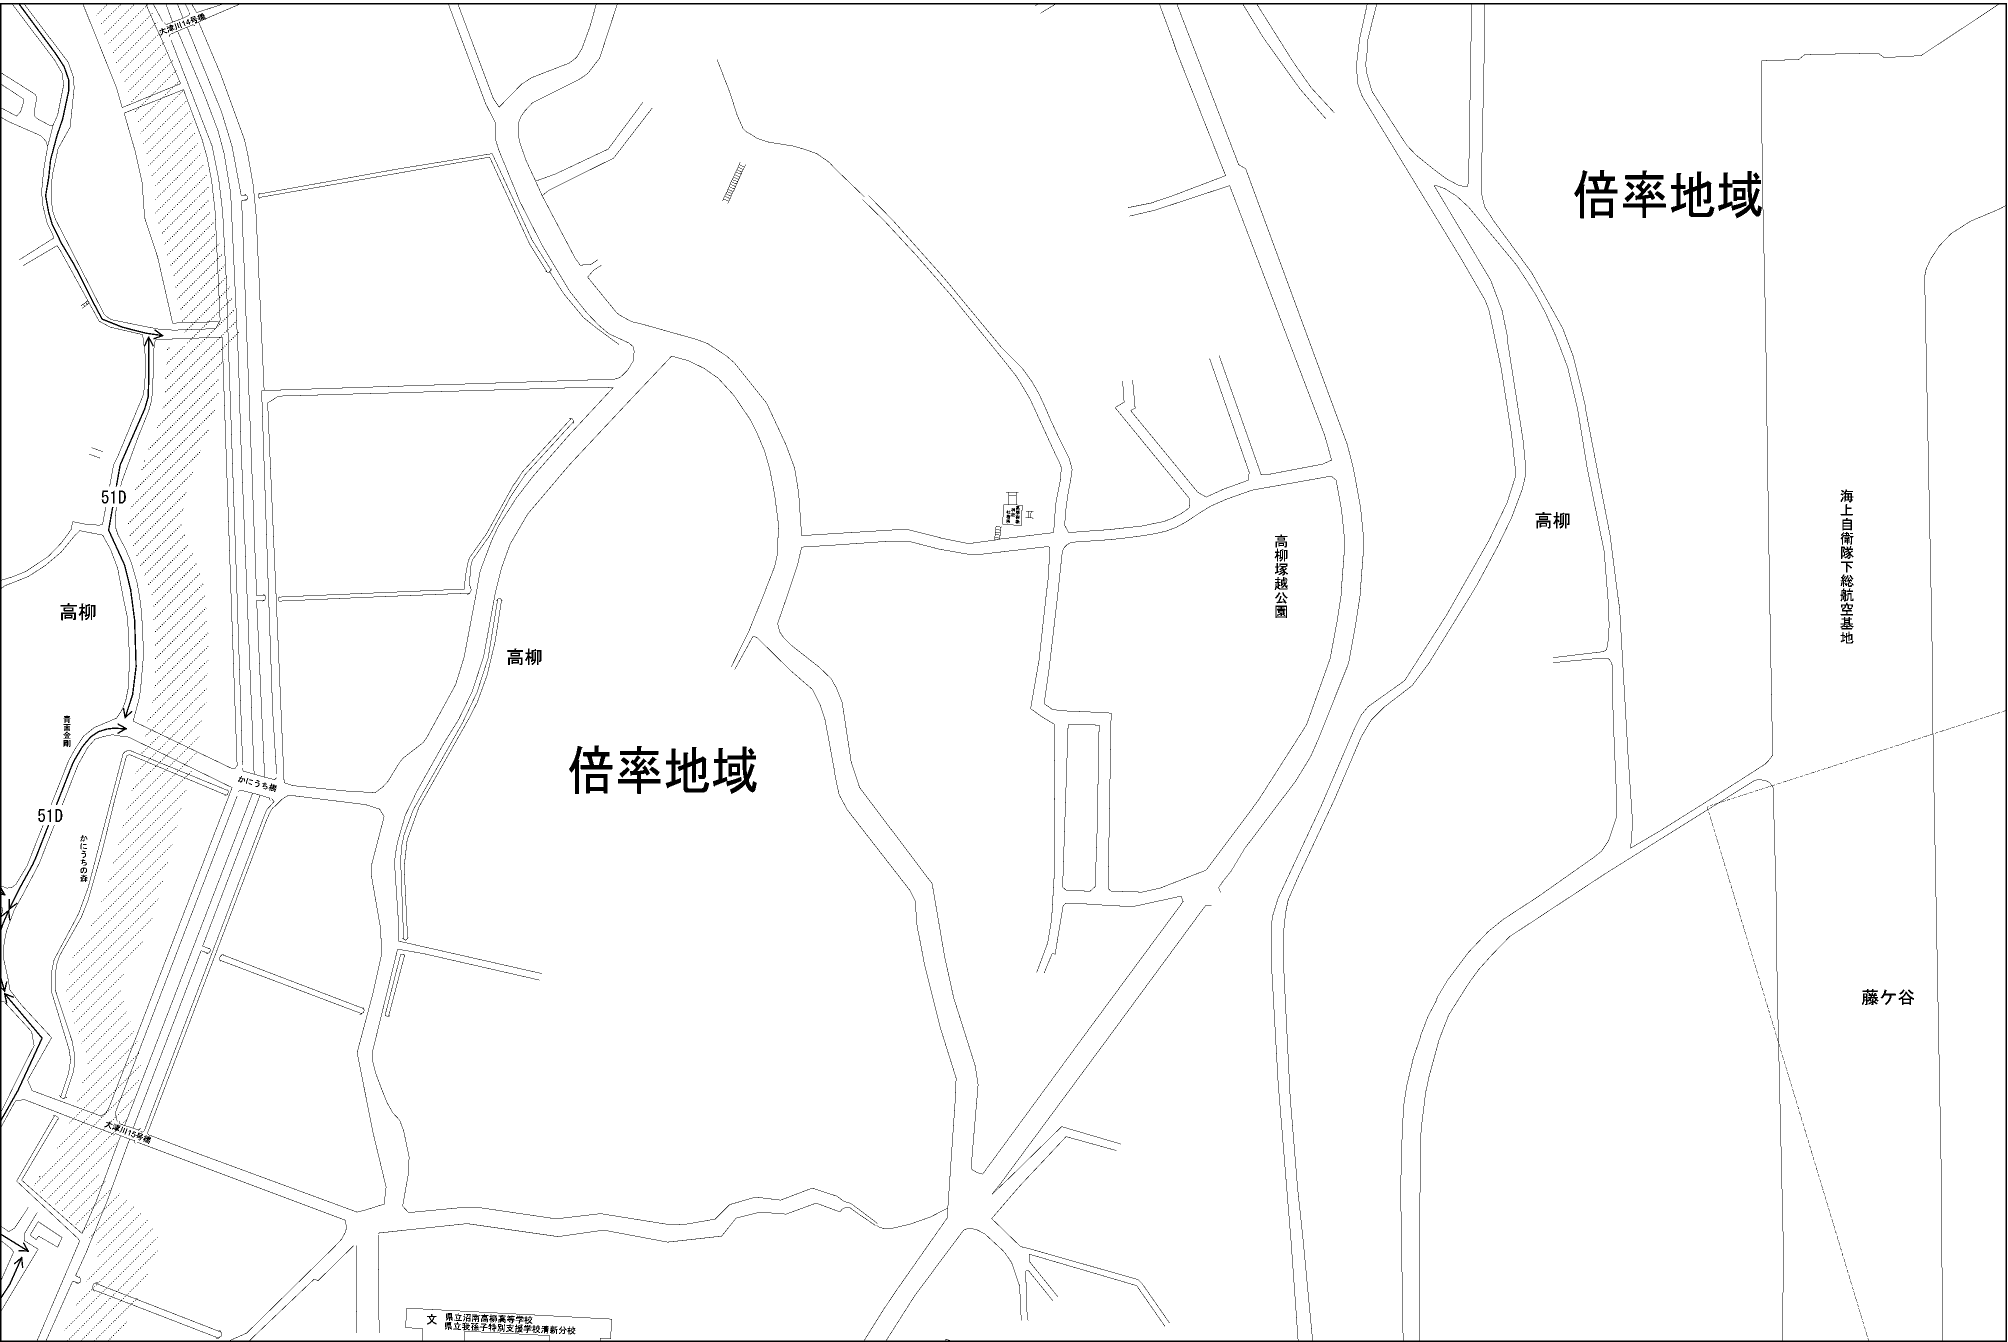 大津川14号橋
倍率地域
51D
高柳
海上自衛隊下総航空基地
高柳塚越公園
高柳
高柳
倍率地域
かにうち橋
51D
かにうちの森
藤ケ谷
大津川15号橋
文 県立沼南高柳高等学校
県立我孫子特別支援学校清新分校